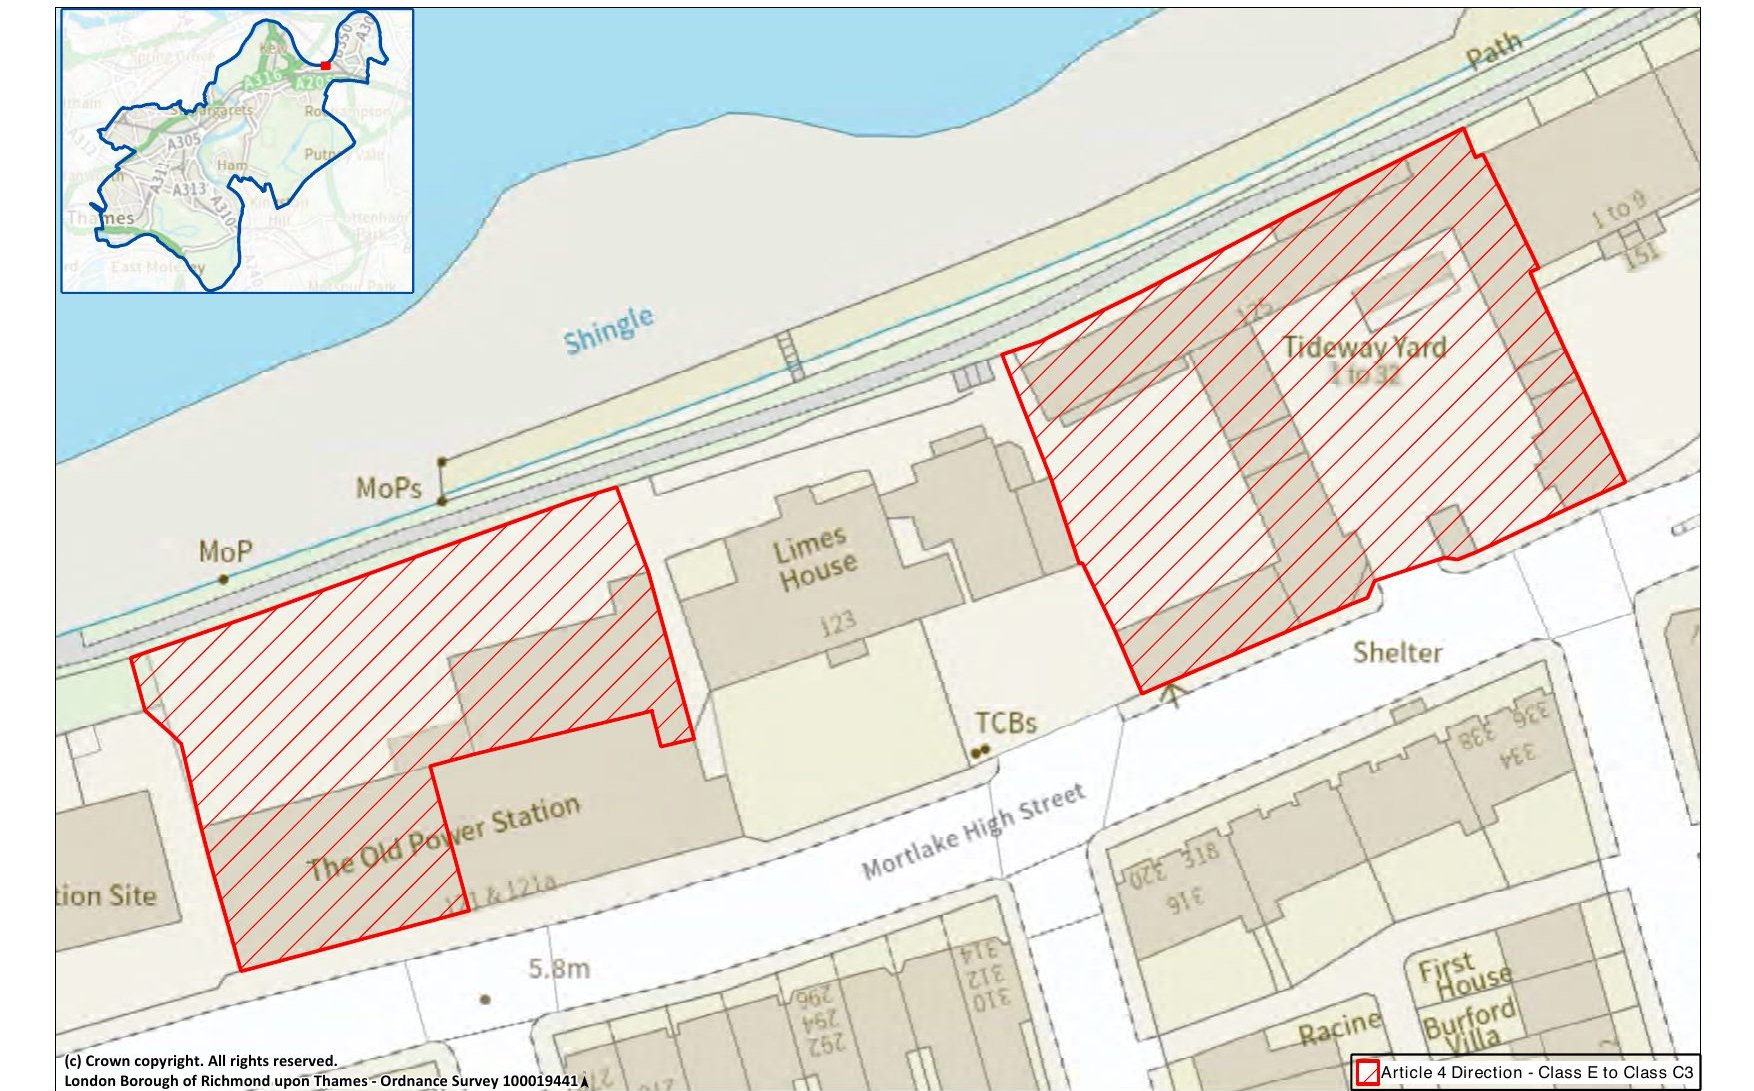 Kew
A316
A205
St Margarets
A305
Ham
A313
A310
Thames
East Molesey
Path
Shingle
1 to 9
151
125
Tideway Yard
1 to 32
MoPs
MoP
Limes
House
123
Shelter
TCBs
The Old Power Station
121 & 121a
Mortlake High Street
tion Site
5.8m
336
338
334
318
320
316
314
312
310
296
294
292
First
House
Burford
Villa
Racine
(c) Crown copyright. All rights reserved.
London Borough of Richmond upon Thames - Ordnance Survey 100019441
Article 4 Direction - Class E to Class C3